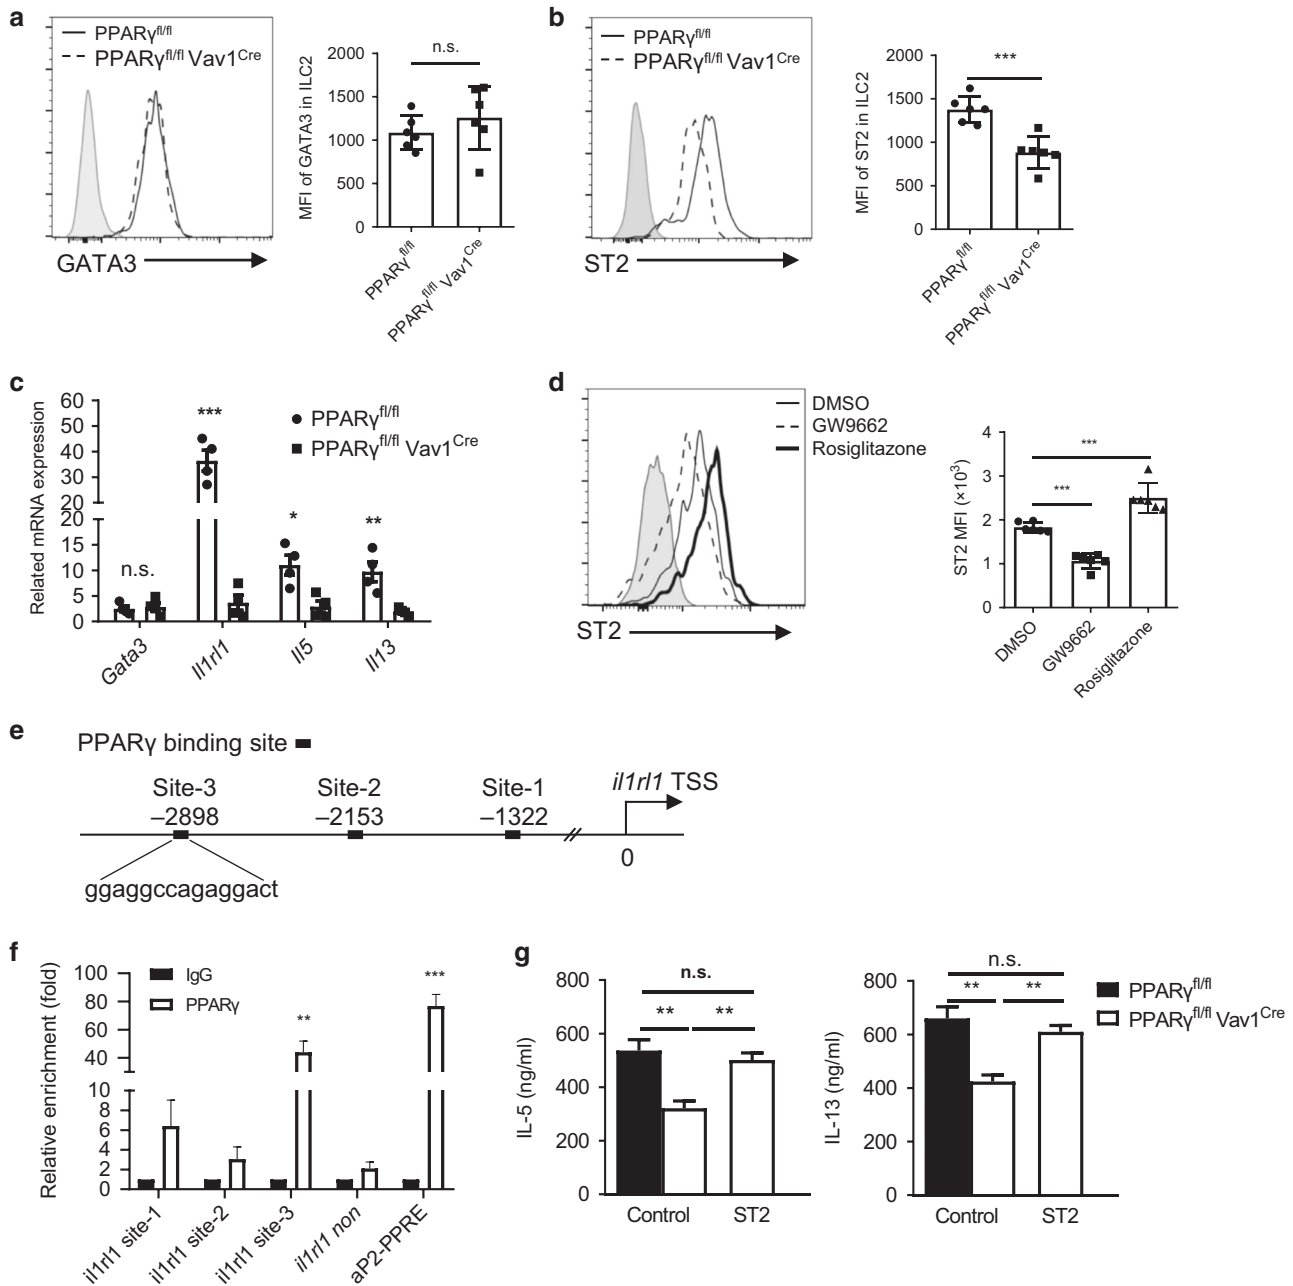 a
PPARγfl/fl
PPARγfl/fl Vav1Cre
GATA3
MFI of GATA3 in ILC2
2000
1500
1000
500
0
n.s.
PPARγfl/fl
PPARγfl/fl Vav1Cre
b
PPARγfl/fl
PPARγfl/fl Vav1Cre
ST2
MFI of ST2 in ILC2
2000
1500
1000
500
0
***
PPARγfl/fl
PPARγfl/fl Vav1Cre
c
Related mRNA expression
60
50
40
30
20
20
15
10
5
0
n.s.
***
*
**
PPARγfl/fl
PPARγfl/fl Vav1Cre
Gata3
Il1rl1
Il5
Il13
d
DMSO
GW9662
Rosiglitazone
ST2
ST2 MFI (×10³)
4
3
2
1
0
***
***
DMSO
GW9662
Rosiglitazone
e
PPARγ binding site
Site-3
Site-2
Site-1
il1rl1 TSS
–2898
–2153
–1322
0
ggaggccagaggact
f
Relative enrichment (fold)
100
80
60
40
10
8
6
4
2
0
IgG
PPARγ
**
***
il1rl1 site-1
il1rl1 site-2
il1rl1 site-3
il1rl1 non
aP2-PPRE
g
IL-5 (ng/ml)
800
600
400
200
0
n.s.
** **
Control ST2
IL-13 (ng/ml)
800
600
400
200
0
n.s.
** **
Control ST2
PPARγfl/fl
PPARγfl/fl Vav1Cre